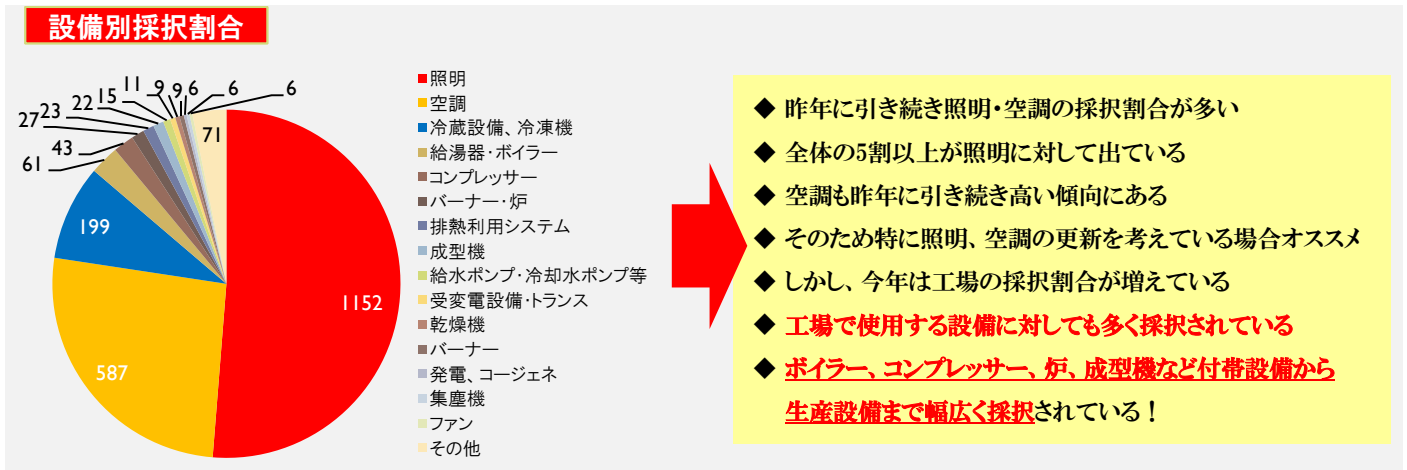 設備別採択割合
1152
587
199
61
43
27
23
22
15
11
9
9
6
6
6
71
照明
空調
冷蔵設備、冷凍機
給湯器・ボイラー
コンプレッサー
バーナー・炉
排熱利用システム
成型機
給水ポンプ・冷却水ポンプ等
受変電設備・トランス
乾燥機
バーナー
発電、コージェネ
集塵機
ファン
その他
◆ 昨年に引き続き照明・空調の採択割合が多い
◆ 全体の5割以上が照明に対して出ている
◆ 空調も昨年に引き続き高い傾向にある
◆ そのため特に照明、空調の更新を考えている場合オススメ
◆ しかし、今年は工場の採択割合が増えている
◆ 工場で使用する設備に対しても多く採択されている
◆ ボイラー、コンプレッサー、炉、成型機など付帯設備から
生産設備まで幅広く採択されている！